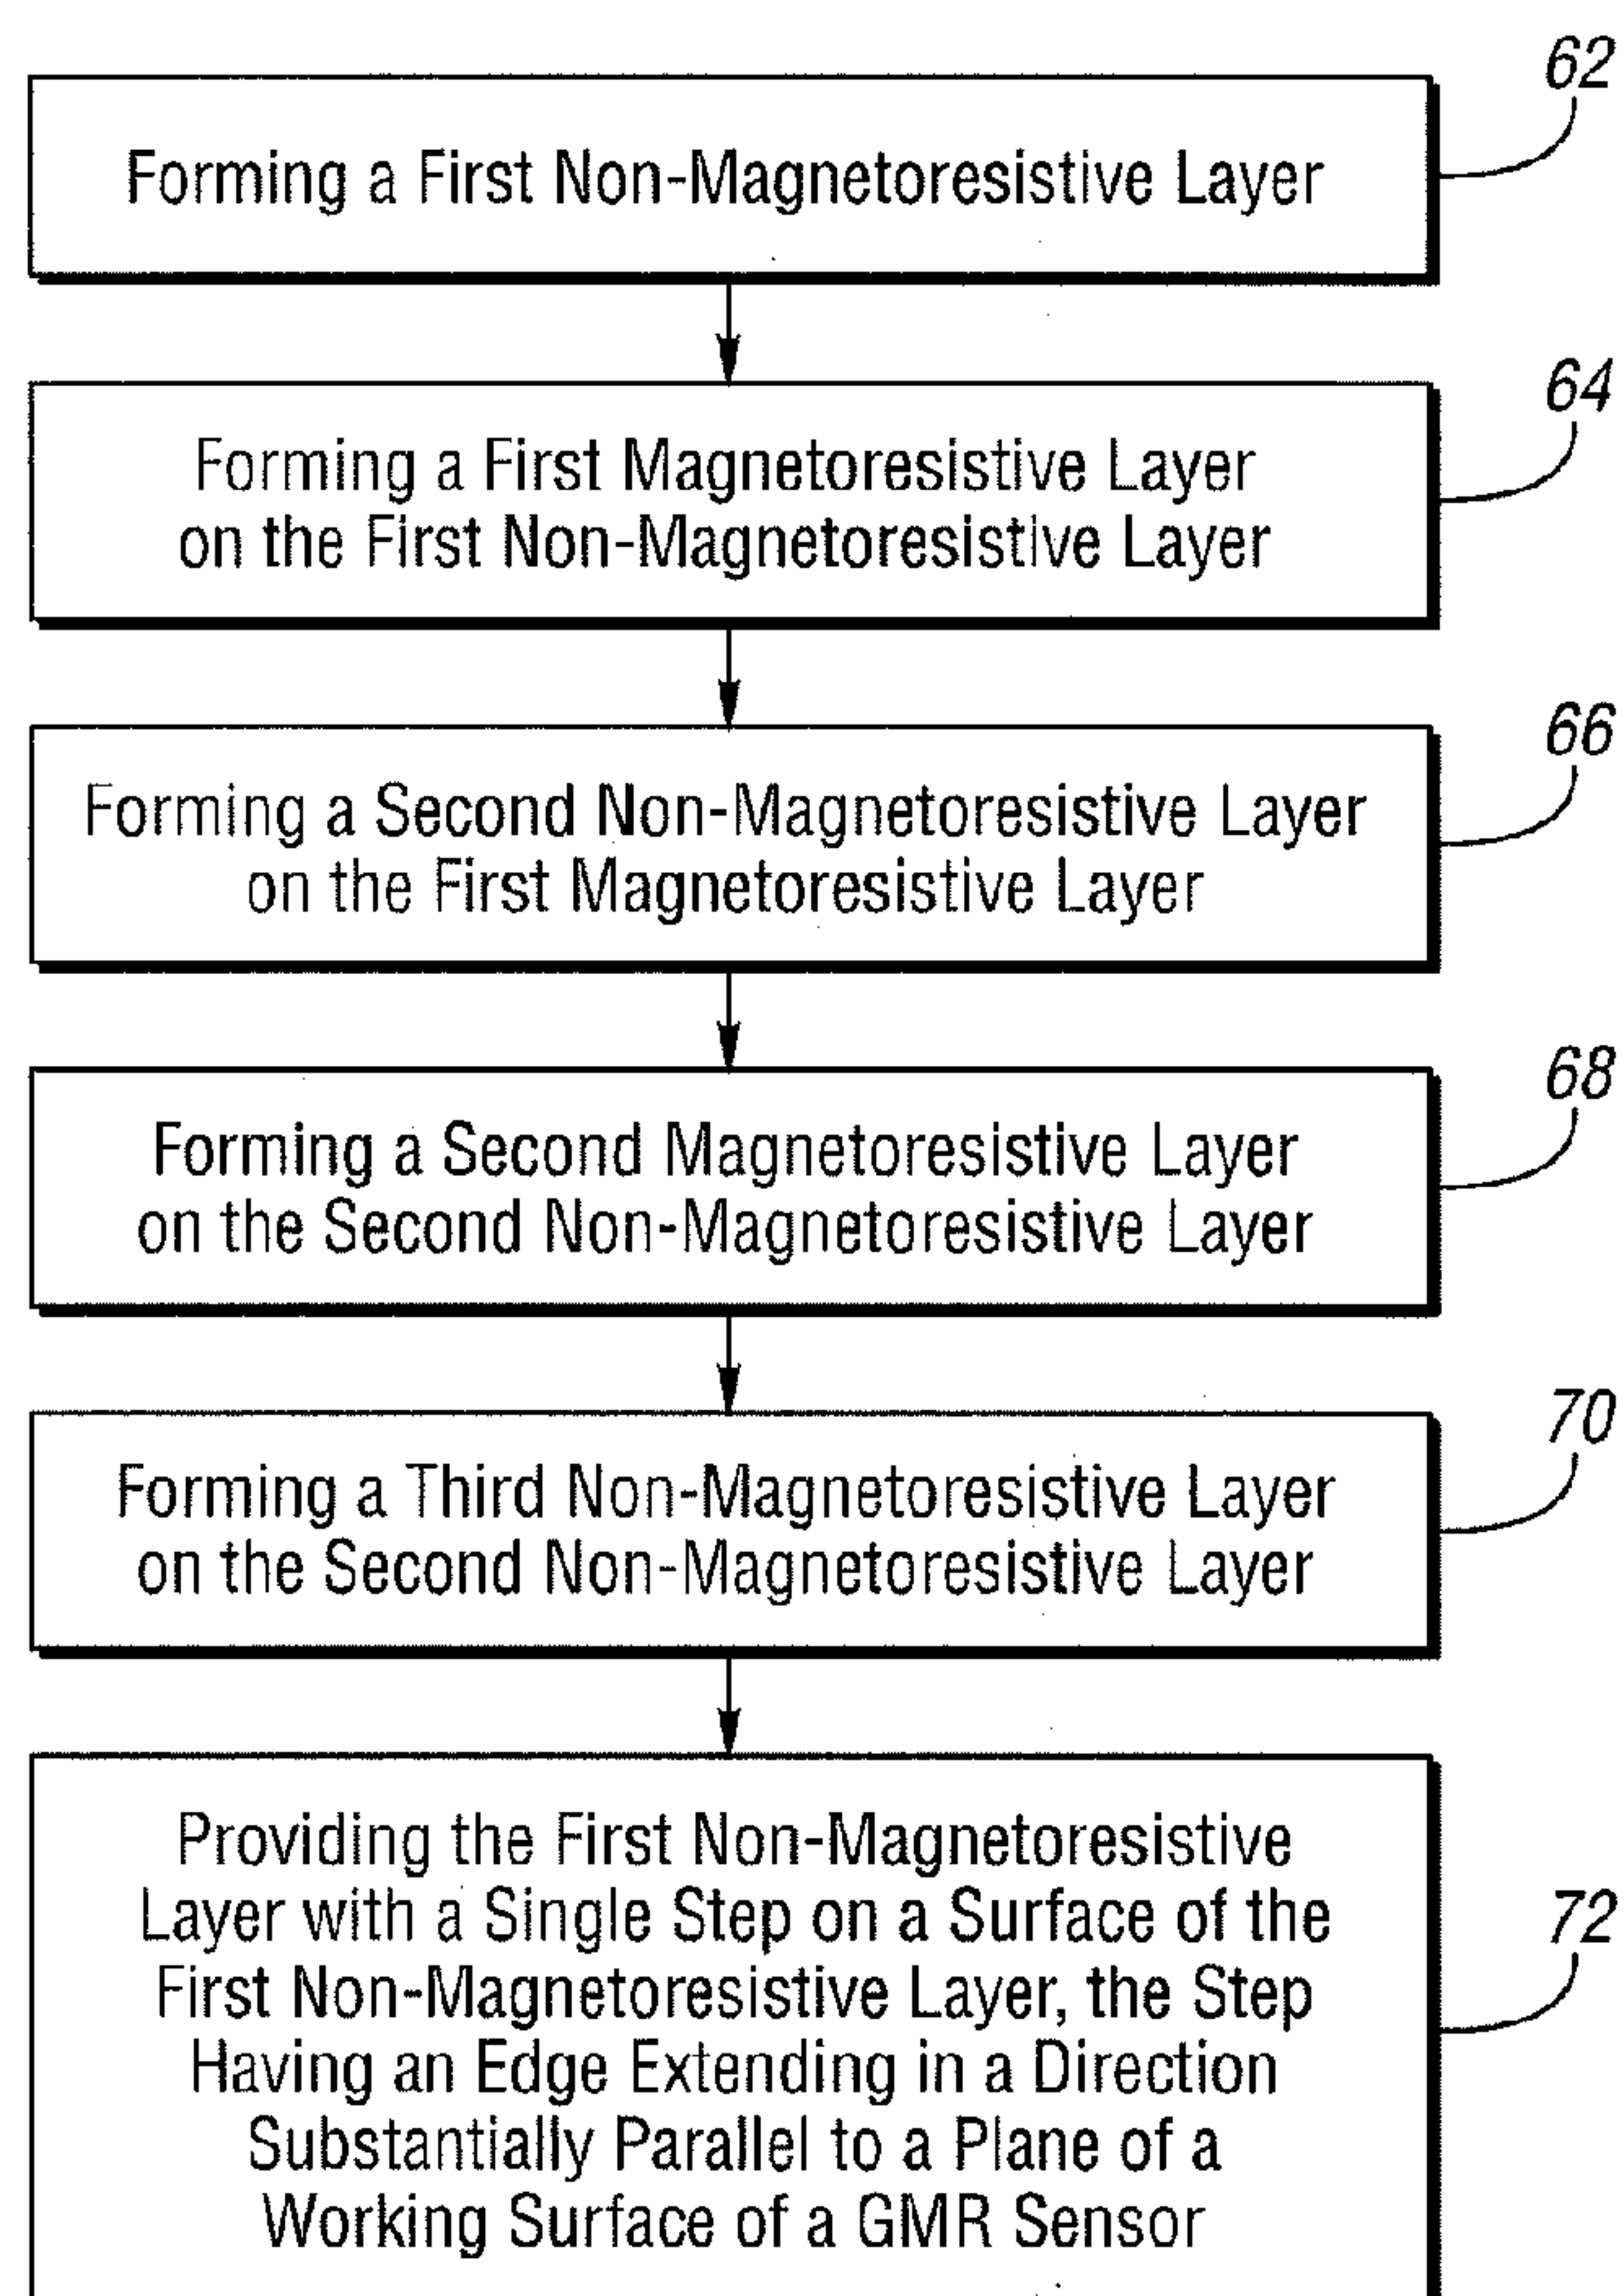 62
Forming a First Non-Magnetoresistive Layer
64
Forming a First Magnetoresistive Layer
on the First Non-Magnetoresistive Layer
66
Forming a Second Non-Magnetoresistive Layer
on the First Magnetoresistive Layer
68
Forming a Second Magnetoresistive Layer
on the Second Non-Magnetoresistive Layer
70
Forming a Third Non-Magnetoresistive Layer
on the Second Non-Magnetoresistive Layer
72
Providing the First Non-Magnetoresistive
Layer with a Single Step on a Surface of the
First Non-Magnetoresistive Layer, the Step
Having an Edge Extending in a Direction
Substantially Parallel to a Plane of a
Working Surface of a GMR Sensor